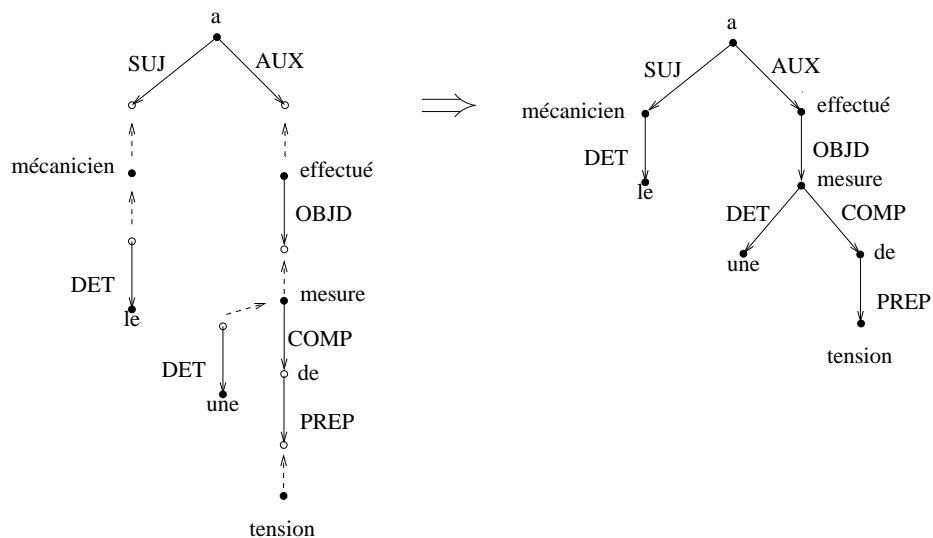 a
SUJ
AUX
mécanicien
effectué
OBJD
DET
le
mesure
COMP
DET
de
une
PREP
tension
a
SUJ
AUX
mécanicien
effectué
DET
OBJD
le
mesure
DET
COMP
une
de
PREP
tension